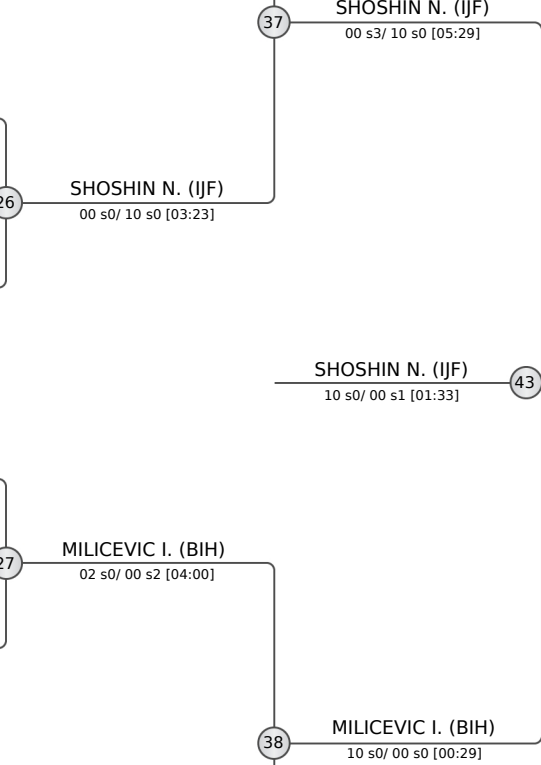 SHOSHIN N. (IJF)
37
00 s3/ 10 s0 [05:29]
SHOSHIN N. (IJF)
26
00 s0/ 10 s0 [03:23]
SHOSHIN N. (IJF)
43
10 s0/ 00 s1 [01:33]
MILICEVIC I. (BIH)
27
02 s0/ 00 s2 [04:00]
MILICEVIC I. (BIH)
38
10 s0/ 00 s0 [00:29]